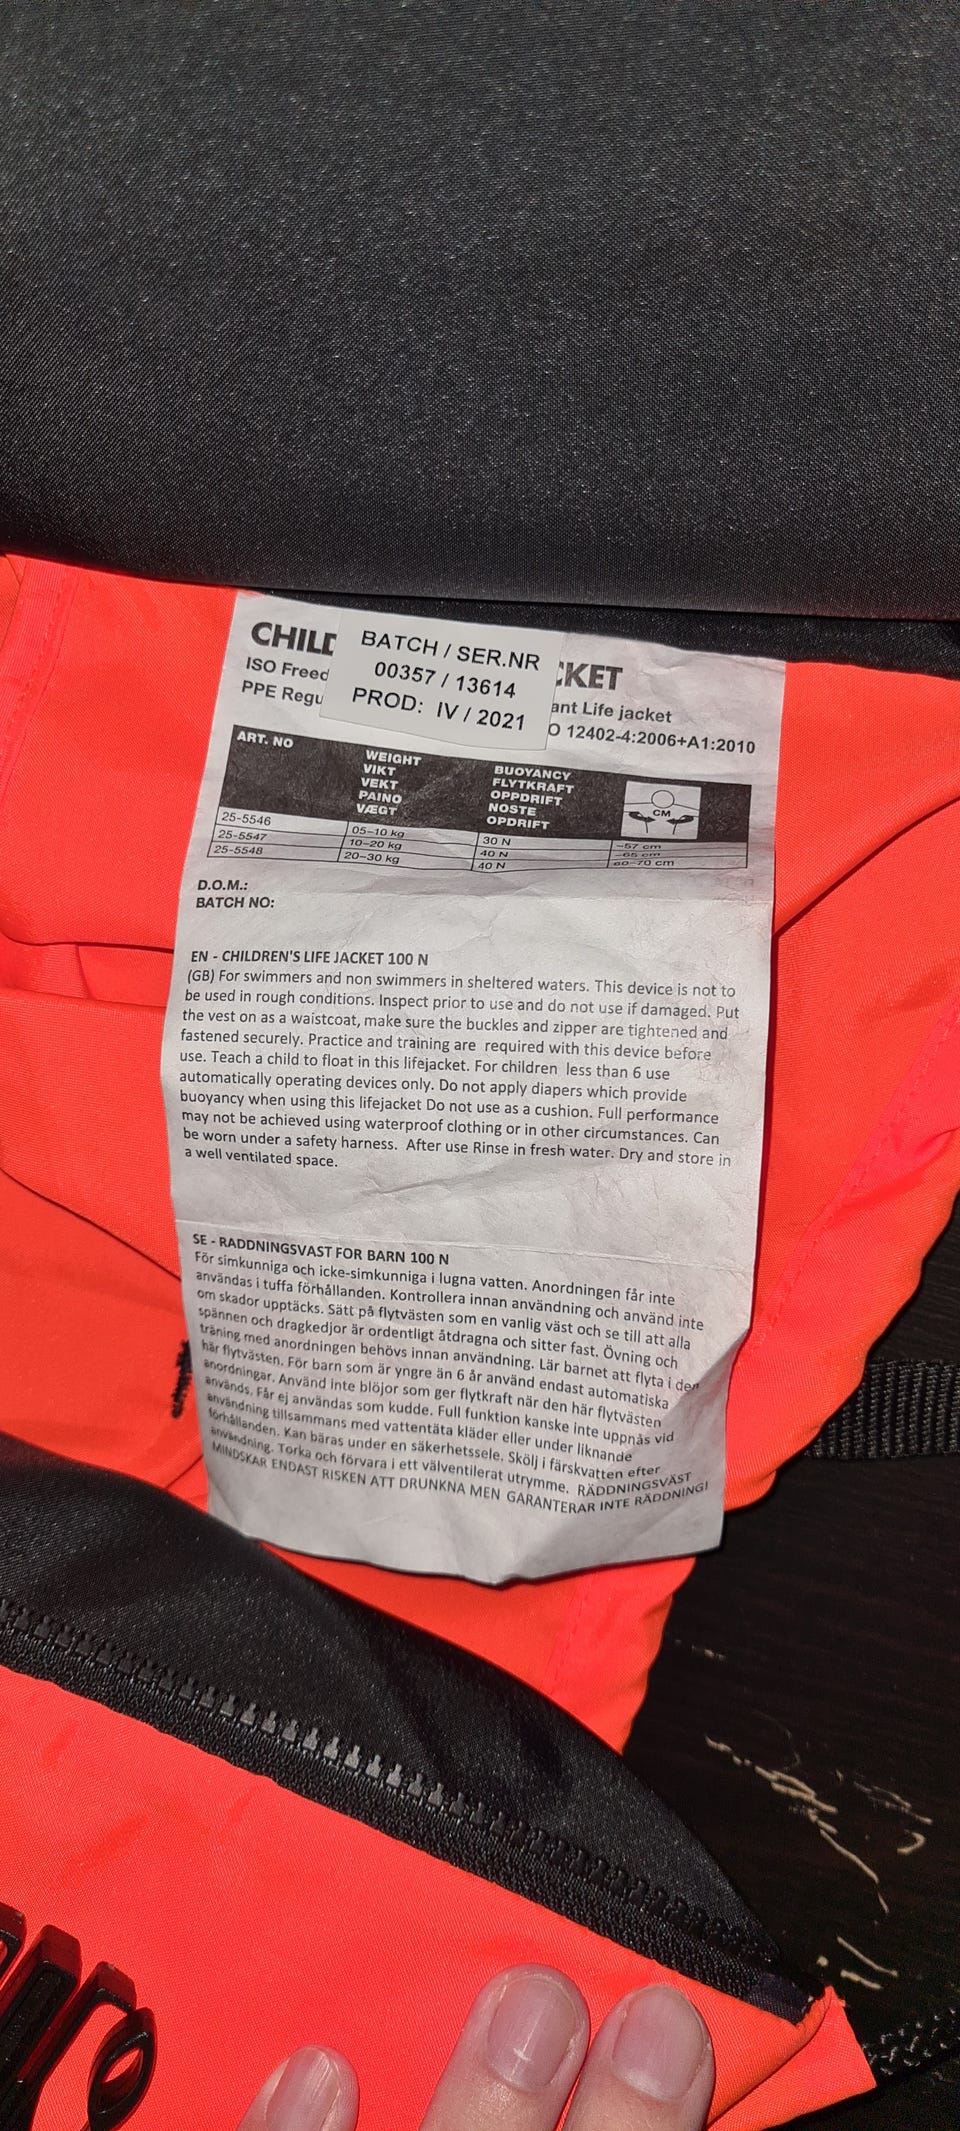 CHILD
BATCH / SER.NR
00357 / 13614
PROD: IV / 2021
CKET
ISO Freed
ant Life jacket
PPE Regu
O 12402-4:2006+A1:2010
ART. NO
WEIGHT
VIKT
VEKT
PAINO
VÆGT
BUOYANCY
FLYTKRAFT
OPPDRIFT
NOSTE
OPDRIFT
CM
25-5546 05-10 kg 30 N -57 cm
25-5547 10-20 kg 40 N -65 cm
25-5548 20-30 kg 40 N 60-70 cm
D.O.M.:
BATCH NO:
EN - CHILDREN'S LIFE JACKET 100 N
(GB) For swimmers and non swimmers in sheltered waters. This device is not to
be used in rough conditions. Inspect prior to use and do not use if damaged. Put
the vest on as a waistcoat, make sure the buckles and zipper are tightened and
fastened securely. Practice and training are required with this device before
use. Teach a child to float in this lifejacket. For children less than 6 use
automatically operating devices only. Do not apply diapers which provide
buoyancy when using this lifejacket Do not use as a cushion. Full performance
may not be achieved using waterproof clothing or in other circumstances. Can
be worn under a safety harness. After use Rinse in fresh water. Dry and store in
a well ventilated space.
SE - RADDNINGSVAST FOR BARN 100 N
För simkunniga och icke-simkunniga i lugna vatten. Anordningen får inte
användas i tuffa förhållanden. Kontrollera innan användning och använd inte
om skador upptäcks. Sätt på flytvästen som en vanlig väst och se till att alla
spännen och dragkedjor är ordentligt åtdragna och sitter fast. Övning och
träning med anordningen behövs innan användning. Lär barnet att flyta i den
här flytvästen. För barn som är yngre än 6 år använd endast automatiska
anordningar. Använd inte blöjor som ger flytkraft när den här flytvästen
används. Får ej användas som kudde. Full funktion kanske inte uppnås vid
användning tillsammans med vattentäta kläder eller under liknande
förhållanden. Kan bäras under en säkerhetssele. Skölj i färskvatten efter
användning. Torka och förvara i ett välventilerat utrymme. RÄDDNINGSVÄST
MINDSKAR ENDAST RISKEN ATT DRUNKNA MEN GARANTERAR INTE RÄDDNING!